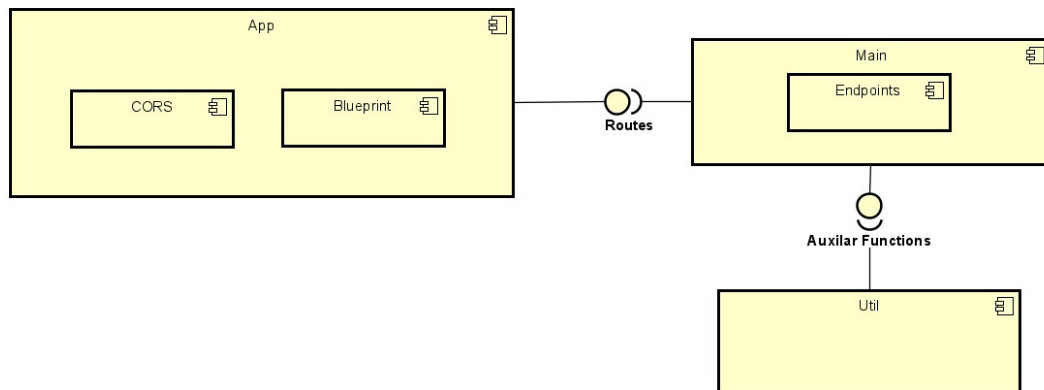 App
CORS
Blueprint
Routes
Main
Endpoints
Auxilar Functions
Util